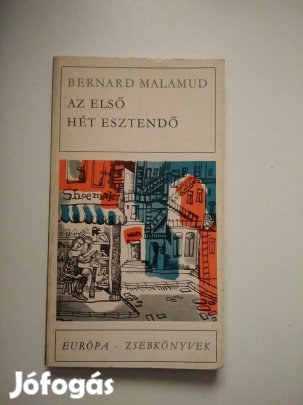 BERNARD MALAMUD
AZ ELSŐ
HÉT ESZTENDŐ
Shoemaker
EURÓPA · ZSEBKÖNYVEK
Jófogás